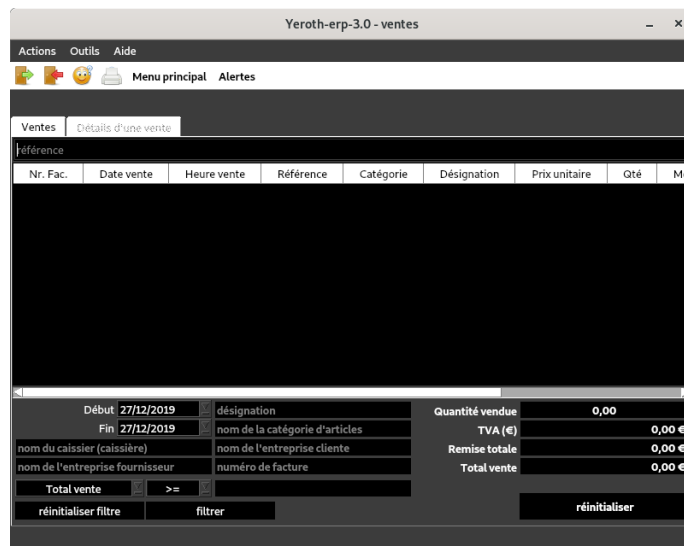 Yeroth-erp-3.0 - ventes
Actions Outils Aide
Menu principal Alertes
Ventes Détails d'une vente
référence
Nr. Fac. Date vente Heure vente Référence Catégorie Désignation Prix unitaire Qté
Début 27/12/2019 désignation Quantité vendue 0,00
Fin 27/12/2019 nom de la catégorie d'articles TVA (€) 0,00 €
nom du caissier (caissière) nom de l'entreprise cliente Remise totale 0,00 €
nom de l'entreprise fournisseur numéro de facture Total vente 0,00 €
Total vente >=
réinitialiser filtre filtrer réinitialiser